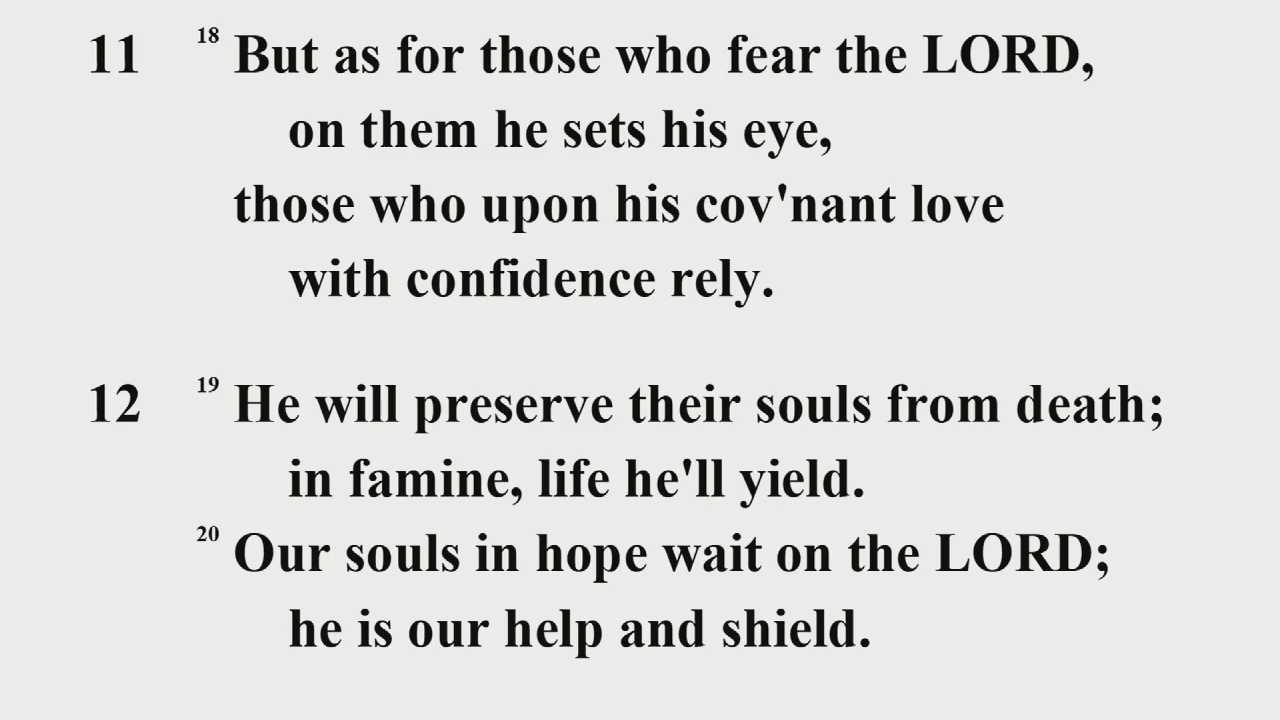 11 18 But as for those who fear the LORD,
on them he sets his eye,
those who upon his cov'nant love
with confidence rely.
12 19 He will preserve their souls from death;
in famine, life he'll yield.
20 Our souls in hope wait on the LORD;
he is our help and shield.